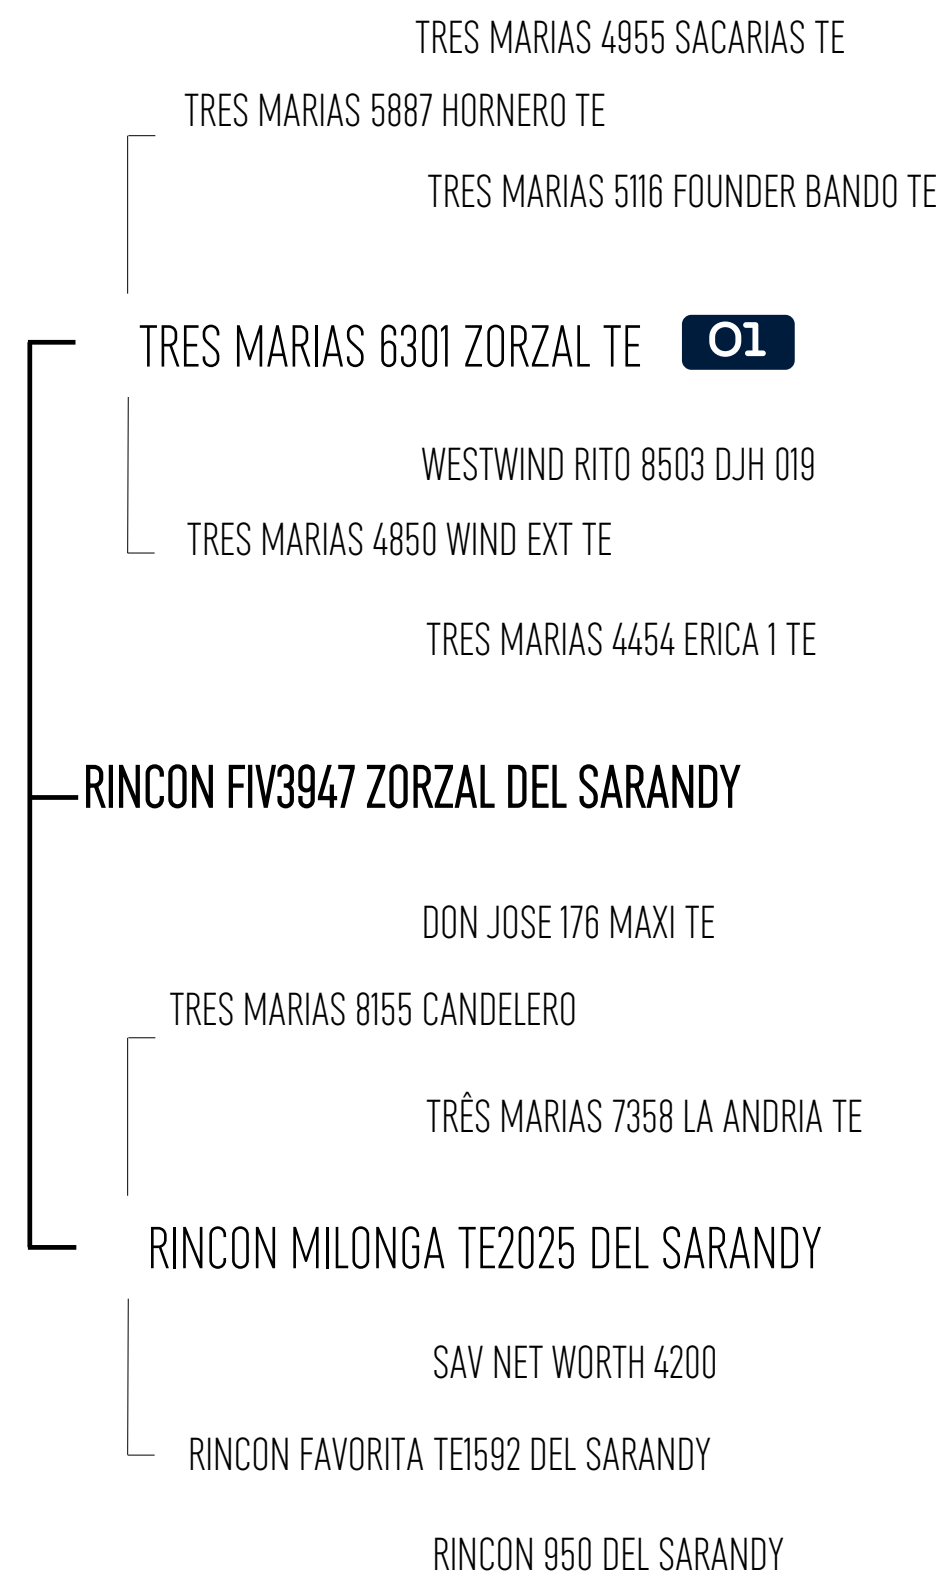 TRES MARIAS 4955 SACARIAS TE
TRES MARIAS 5887 HORNERO TE
TRES MARIAS 5116 FOUNDER BANDO TE
TRES MARIAS 6301 ZORZAL TE 01
WESTWIND RITO 8503 DJH 019
TRES MARIAS 4850 WIND EXT TE
TRES MARIAS 4454 ERICA 1 TE
RINCON FIV3947 ZORZAL DEL SARANDY
DON JOSE 176 MAXI TE
TRES MARIAS 8155 CANDELERO
TRÊS MARIAS 7358 LA ANDRIA TE
RINCON MILONGA TE2025 DEL SARANDY
SAV NET WORTH 4200
RINCON FAVORITA TE1592 DEL SARANDY
RINCON 950 DEL SARANDY